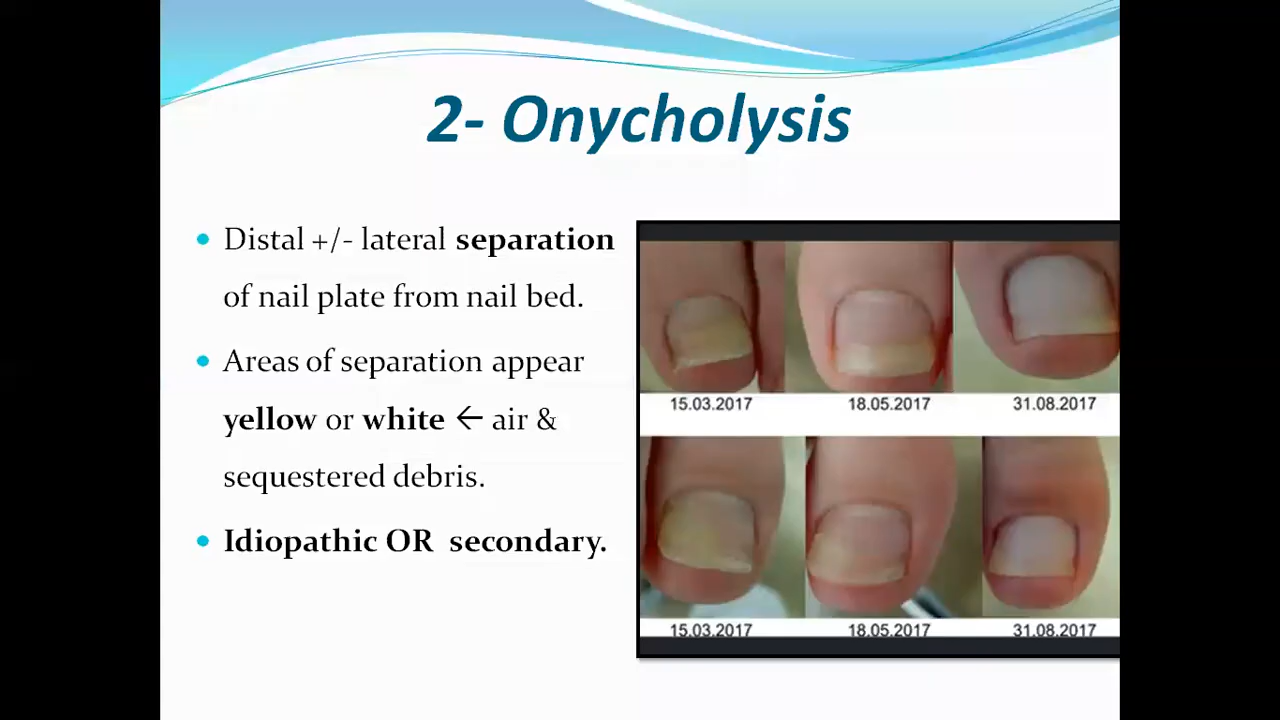 2- Onycholysis
Distal +/- lateral separation
of nail plate from nail bed.
Areas of separation appear
yellow or white ← air &
sequestered debris.
Idiopathic OR secondary.
15.03.2017 18.05.2017 31.08.2017
15.03.2017 18.05.2017 31.08.2017